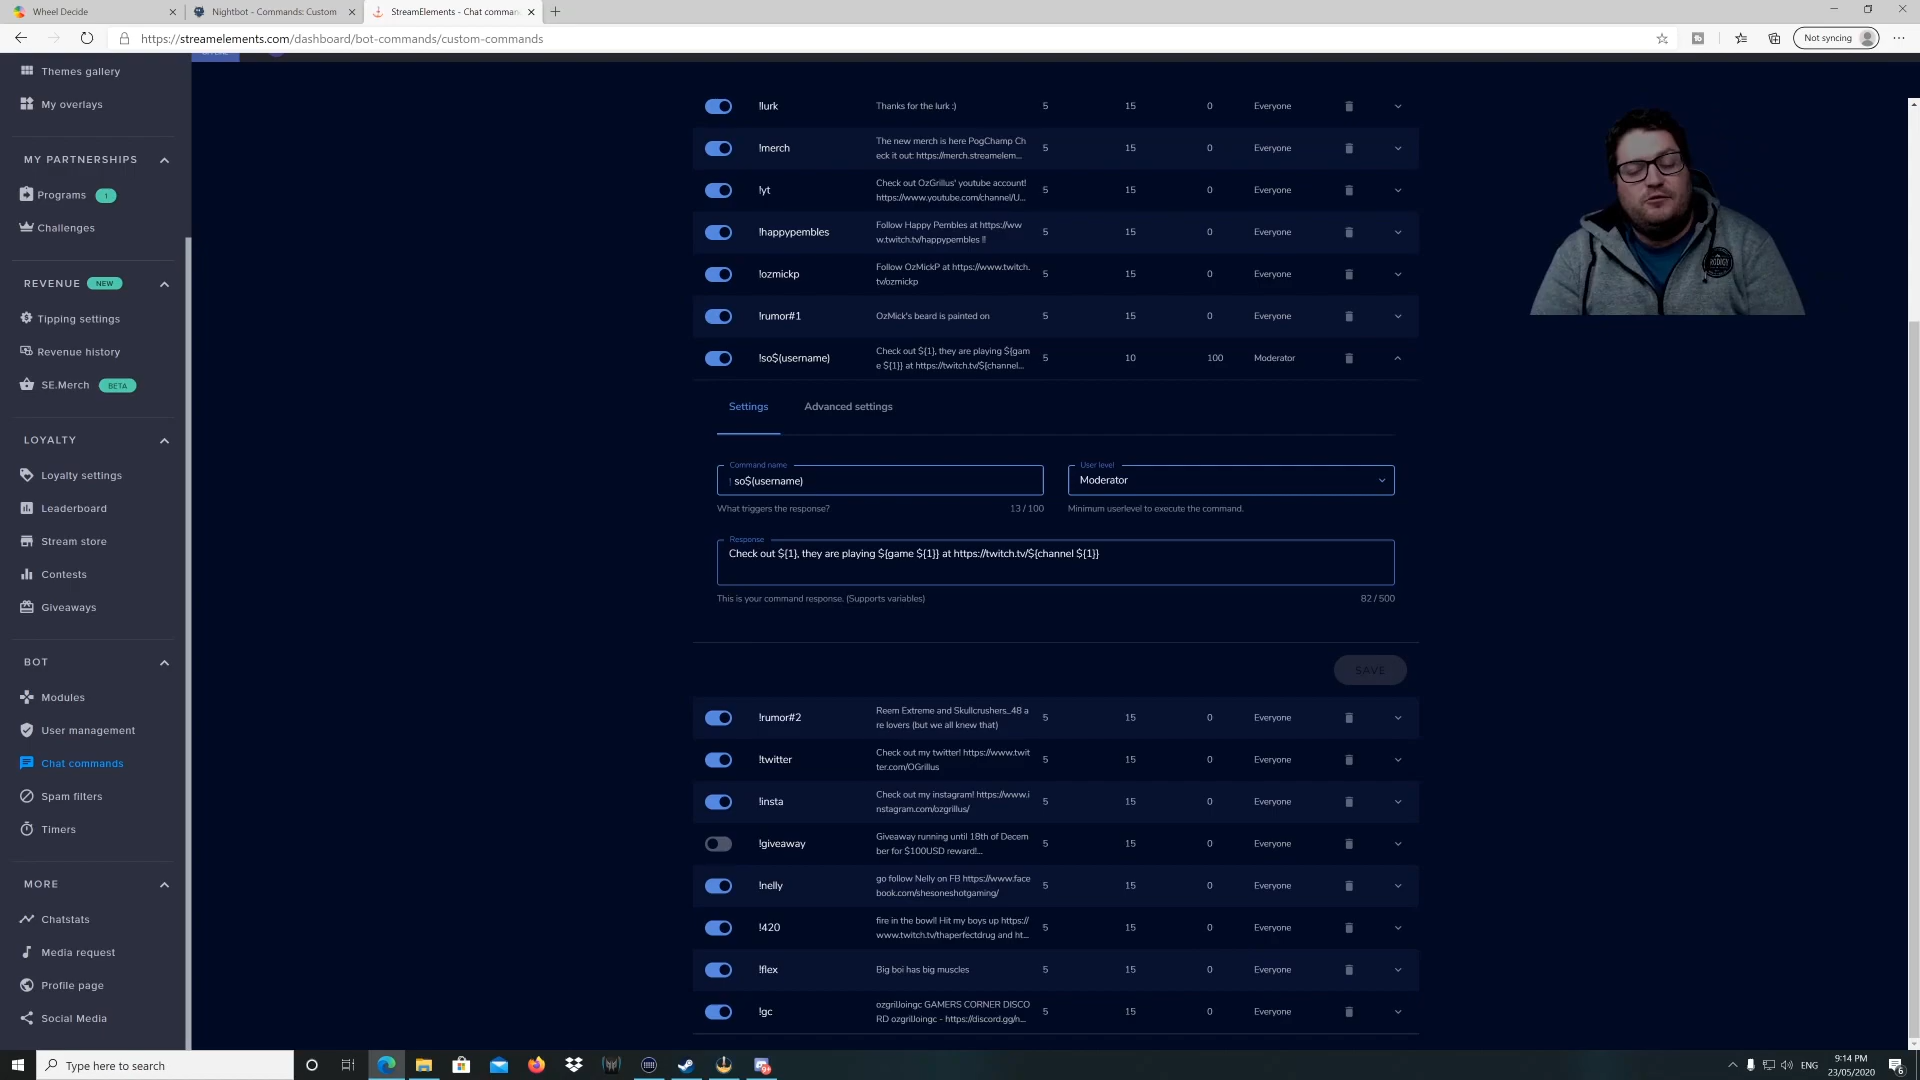 Wheel Decide
Nightbot - Commands: Custom
StreamElements - Chat comman
https://streamelements.com/dashboard/bot-commands/custom-commands
Not syncing
Themes gallery
My overlays
MY PARTNERSHIPS
Programs 1
Challenges
REVENUE NEW
Tipping settings
Revenue history
SE.Merch BETA
LOYALTY
Loyalty settings
Leaderboard
Stream store
Contests
Giveaways
BOT
Modules
User management
Chat commands
Spam filters
Timers
MORE
Chatstats
Media request
Profile page
Social Media
!lurk Thanks for the lurk :) 5 15 0 Everyone
!merch The new merch is here PogChamp Ch
eck it out: https://merch.streamelem... 5 15 0 Everyone
!yt Check out OzGrillus' youtube account!
https://www.youtube.com/channel/U... 5 15 0 Everyone
!happypembles Follow Happy Pembles at https://ww
w.twitch.tv/happypembles !! 5 15 0 Everyone
!ozmickp Follow OzMickP at https://www.twitch.
tv/ozmickp 5 15 0 Everyone
!rumor#1 OzMick's beard is painted on 5 15 0 Everyone
!so$(username) Check out ${1}, they are playing ${gam
e ${1}} at https://twitch.tv/${channel... 5 10 100 Moderator
Settings Advanced settings
Command name
! so$(username)
What triggers the response? 13 / 100
User level
Moderator
Minimum userlevel to execute the command.
Response
Check out ${1}, they are playing ${game ${1}} at https://twitch.tv/${channel ${1}}
This is your command response. (Supports variables) 82 / 500
SAVE
!rumor#2 Reem Extreme and Skullcrushers_48 a
re lovers (but we all knew that) 5 15 0 Everyone
!twitter Check out my twitter! https://www.twit
ter.com/OGrillus 5 15 0 Everyone
!insta Check out my instagram! https://www.i
nstagram.com/ozgrillus/ 5 15 0 Everyone
!giveaway Giveaway running until 18th of Decem
ber for $100USD reward!... 5 15 0 Everyone
!nelly go follow Nelly on FB https://www.face
book.com/shesoneshotgaming/ 5 15 0 Everyone
!420 fire in the bowl! Hit my boys up https://
www.twitch.tv/thaperfectdrug and ht... 5 15 0 Everyone
!flex Big boi has big muscles 5 15 0 Everyone
!gc ozgrilJoingc GAMERS CORNER DISCO
RD ozgrilJoingc - https://discord.gg/n... 5 15 0 Everyone
Type here to search
ENG
9:14 PM
23/05/2020
6